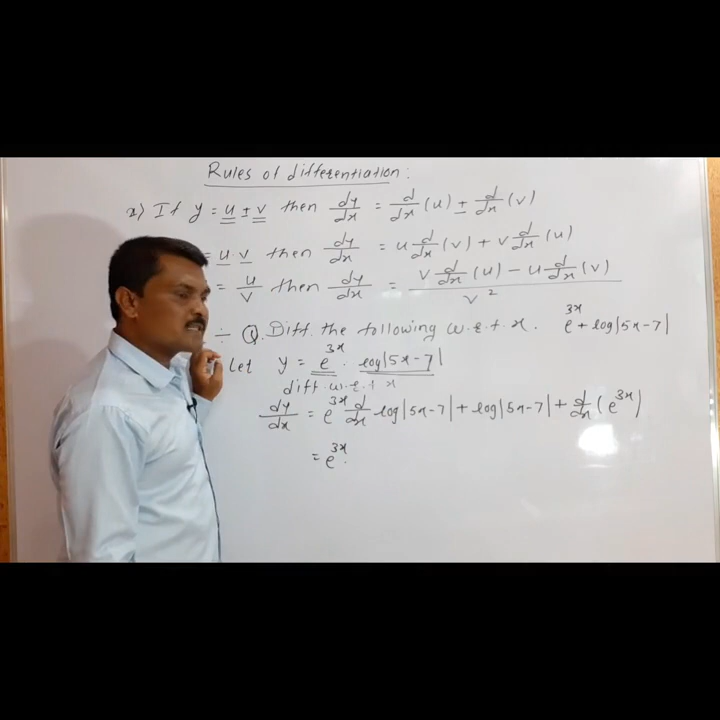 Rules of differentiation:
2) If y = u ± v then dy/dx = d/dx (u) ± d/dx (v)
= u . v then dy/dx = u d/dx (v) + v d/dx (u)
= u/v then dy/dx = (v d/dx (u) - u d/dx (v))/v²
÷ Q. Diff. the following w.r.t x. e^3x + log|5x-7|
Let y = e^3x . log|5x-7|
diff w.r.t x
dy/dx = e^3x d/dx log|5x-7| + log|5x-7| + d/dx (e^3x)
= e^3x .